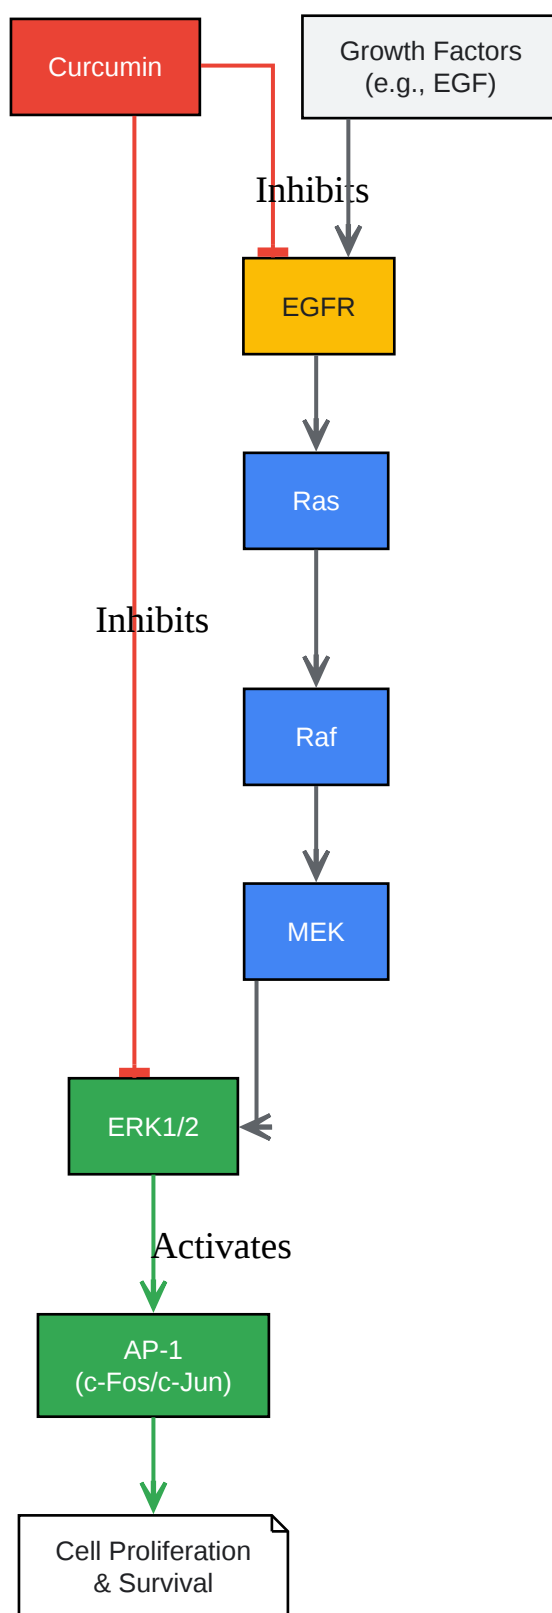 Curcumin
Growth Factors
(e.g., EGF)
Inhibits
EGFR
Ras
Inhibits
Raf
MEK
ERK1/2
Activates
AP-1
(c-Fos/c-Jun)
Cell Proliferation
& Survival